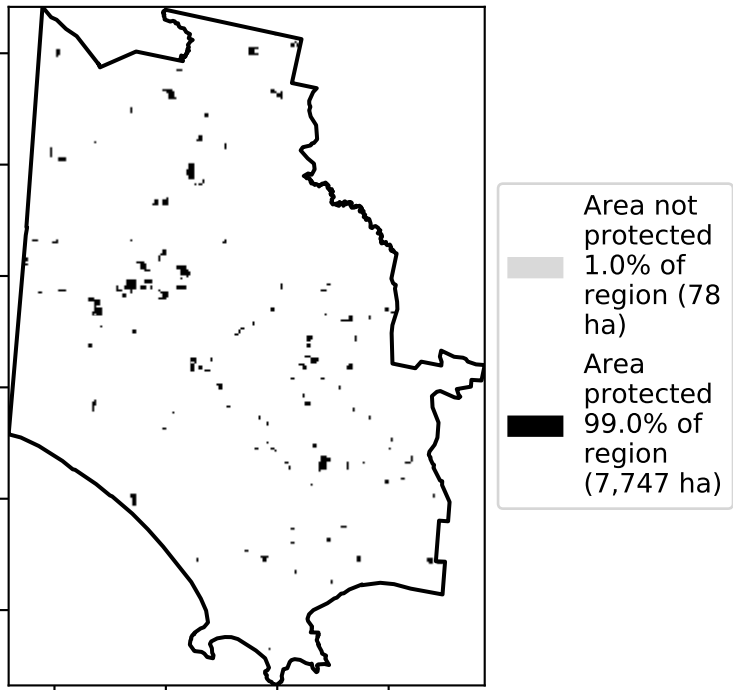 Area not
protected
1.0% of
region (78
ha)
Area
protected
99.0% of
region
(7,747 ha)